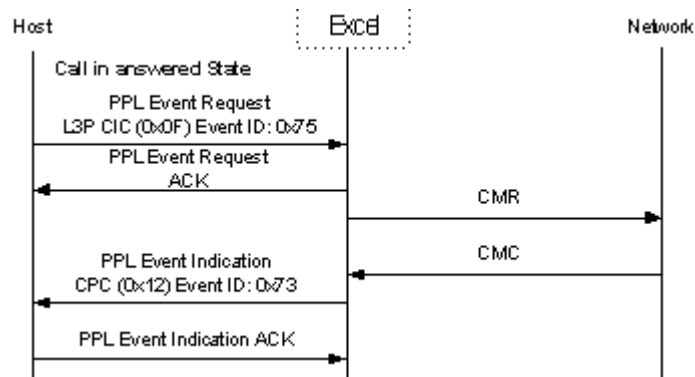 Host
Excel
Network
Call in answered State
PPL Event Request
L3P CIC (0x0F) Event ID: 0x75
PPL Event Request
ACK
CMR
CMC
PPL Event Indication
CPC (0x12) Event ID: 0x73
PPL Event Indication ACK